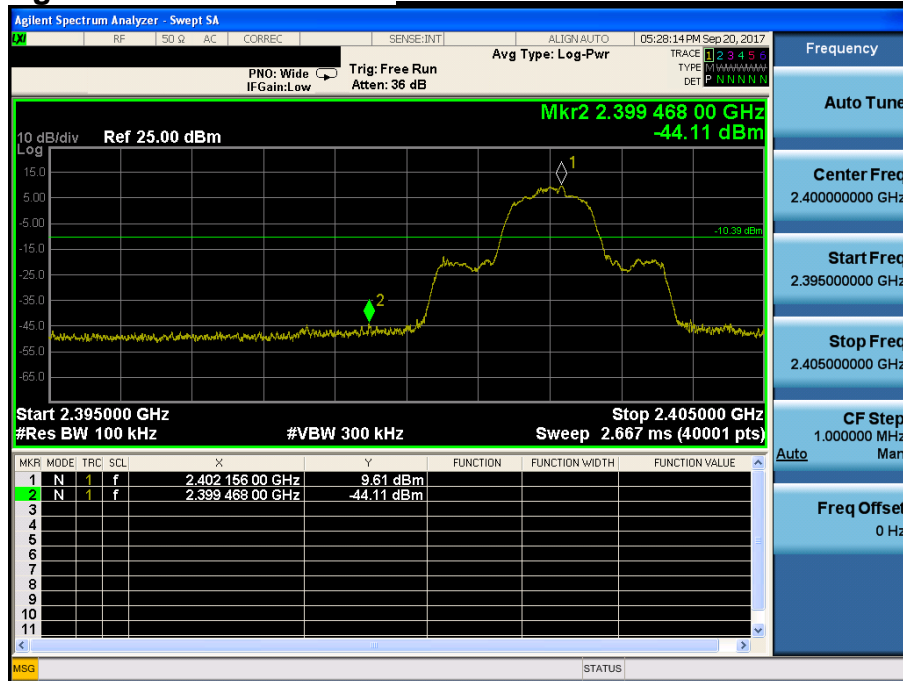 Agilent Spectrum Analyzer - Swept SA
LXI RF 50 Ω AC CORREC SENSE:INT ALIGN AUTO 05:28:14 PM Sep 20, 2017
Frequency
Avg Type: Log-Pwr
TRACE 1 2 3 4 5 6
PNO: Wide Trig: Free Run
TYPE M W W W W W
IFGain:Low Atten: 36 dB
DET P N N N N N
Auto Tune
Mkr2 2.399 468 00 GHz
-44.11 dBm
10 dB/div Ref 25.00 dBm
Log
15.0
5.00
-5.00
-15.0
-25.0
-35.0
-45.0
-55.0
-65.0
1
-10.39 dBm
2
Center Freq
2.400000000 GHz
Start Freq
2.395000000 GHz
Stop Freq
2.405000000 GHz
Start 2.395000 GHz Stop 2.405000 GHz
#Res BW 100 kHz #VBW 300 kHz Sweep 2.667 ms (40001 pts)
CF Step
1.000000 MHz
Auto Man
MKR MODE TRC SCL X Y FUNCTION FUNCTION WIDTH FUNCTION VALUE
1 N 1 f 2.402 156 00 GHz 9.61 dBm
2 N 1 f 2.399 468 00 GHz -44.11 dBm
3
4
5
6
7
8
9
10
11
Freq Offset
0 Hz
MSG STATUS